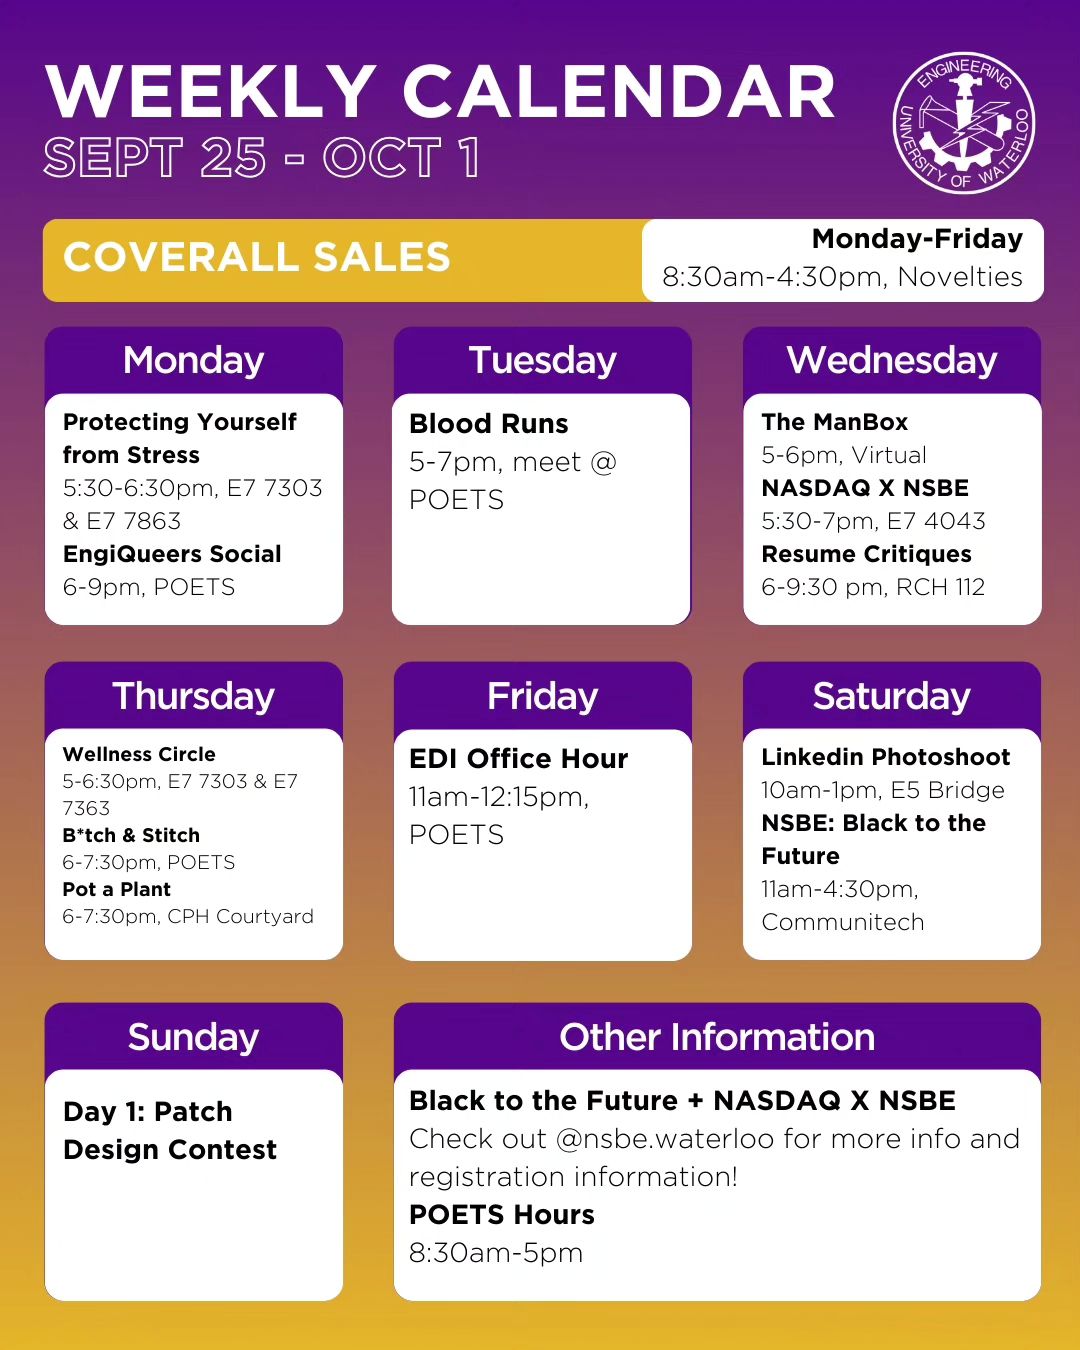 WEEKLY CALENDAR
SEPT 25 - OCT 1
ENGINEERING
UNIVERSITY OF WATERLOO
COVERALL SALES
Monday-Friday
8:30am-4:30pm, Novelties
Monday
Protecting Yourself
from Stress
5:30-6:30pm, E7 7303
& E7 7863
EngiQueers Social
6-9pm, POETS
Tuesday
Blood Runs
5-7pm, meet @
POETS
Wednesday
The ManBox
5-6pm, Virtual
NASDAQ X NSBE
5:30-7pm, E7 4043
Resume Critiques
6-9:30 pm, RCH 112
Thursday
Wellness Circle
5-6:30pm, E7 7303 & E7
7363
B*tch & Stitch
6-7:30pm, POETS
Pot a Plant
6-7:30pm, CPH Courtyard
Friday
EDI Office Hour
11am-12:15pm,
POETS
Saturday
Linkedin Photoshoot
10am-1pm, E5 Bridge
NSBE: Black to the
Future
11am-4:30pm,
Communitech
Sunday
Day 1: Patch
Design Contest
Other Information
Black to the Future + NASDAQ X NSBE
Check out @nsbe.waterloo for more info and
registration information!
POETS Hours
8:30am-5pm